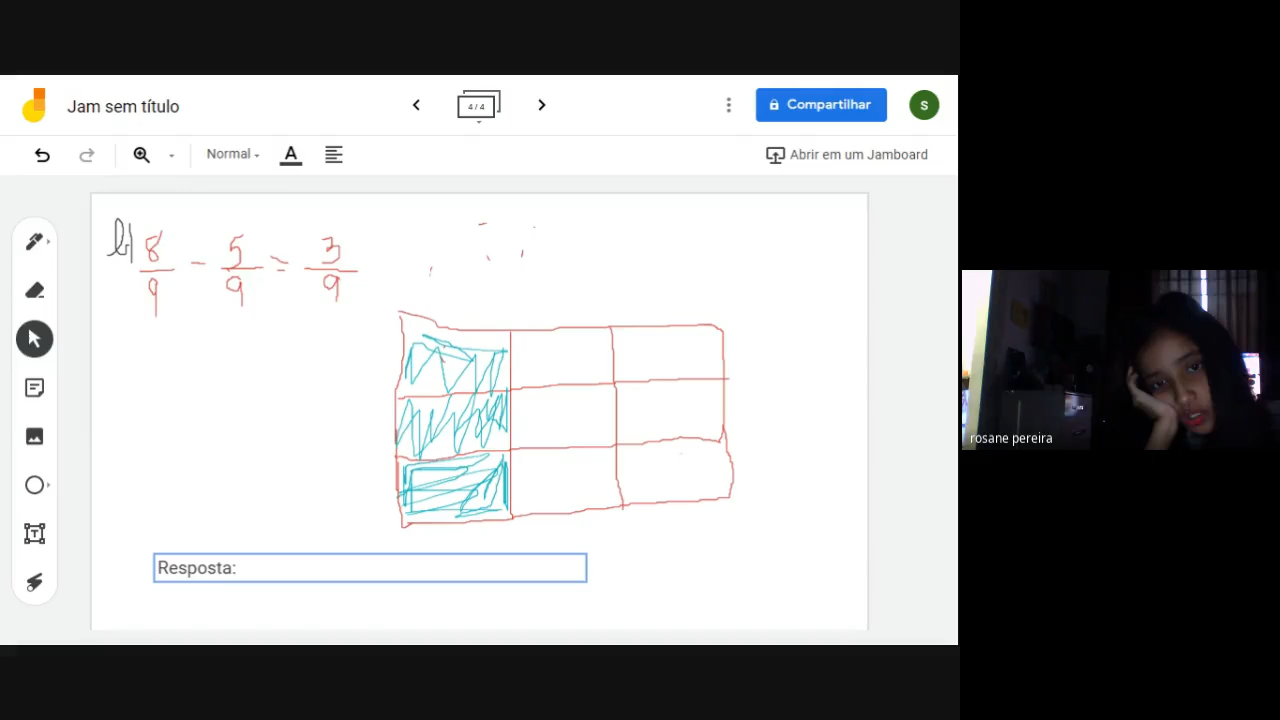 Jam sem título
4 / 4
Compartilhar
S
Normal
A
Abrir em um Jamboard
b) 8/9 - 5/9 = 3/9
Resposta:
rosane pereira